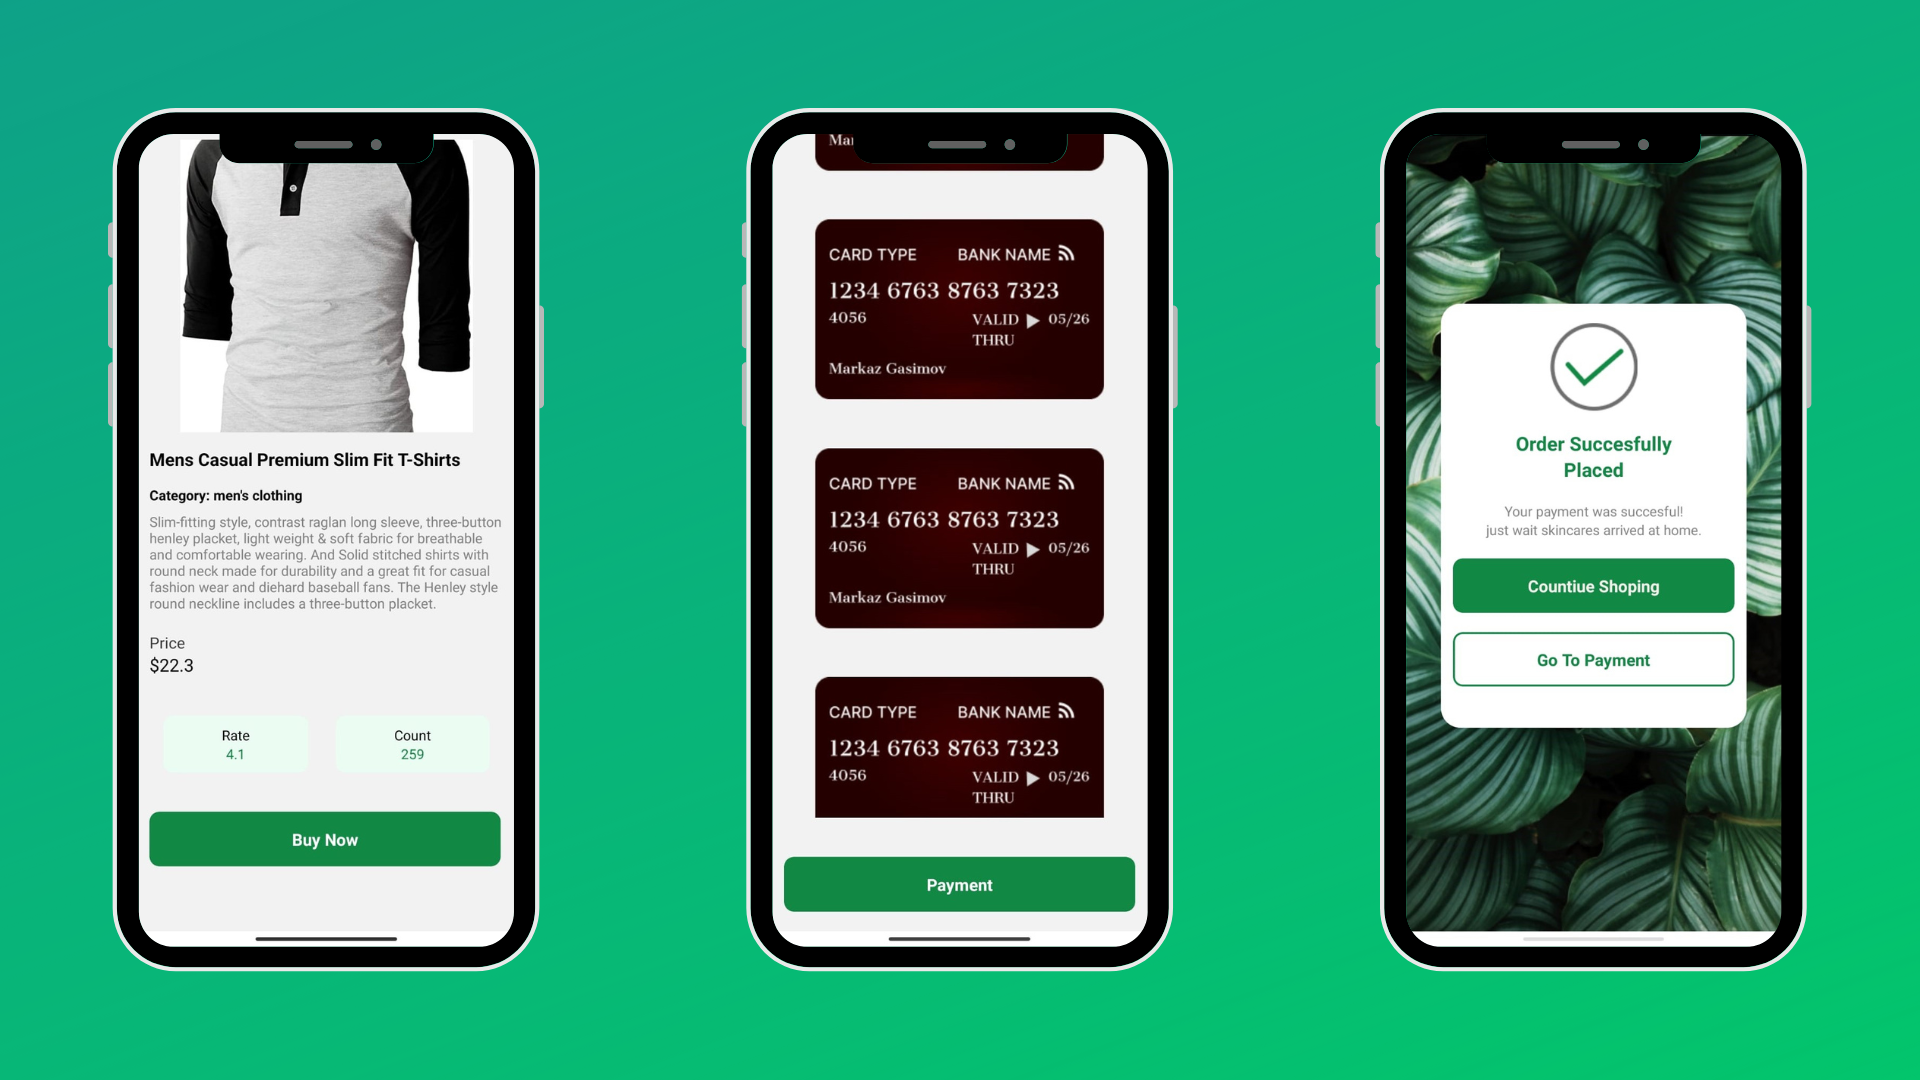 Mens Casual Premium Slim Fit T-Shirts
Category: men's clothing
Slim-fitting style, contrast raglan long sleeve, three-button
henley placket, light weight & soft fabric for breathable
and comfortable wearing. And Solid stitched shirts with
round neck made for durability and a great fit for casual
fashion wear and diehard baseball fans. The Henley style
round neckline includes a three-button placket.
Price
$22.3
Rate
4.1
Count
259
Buy Now
CARD TYPE BANK NAME
1234 6763 8763 7323
4056 VALID 05/26
THRU
Markaz Gasimov
CARD TYPE BANK NAME
1234 6763 8763 7323
4056 VALID 05/26
THRU
Markaz Gasimov
CARD TYPE BANK NAME
1234 6763 8763 7323
4056 VALID 05/26
THRU
Payment
Order Succesfully
Placed
Your payment was succesful!
just wait skincares arrived at home.
Countiue Shoping
Go To Payment